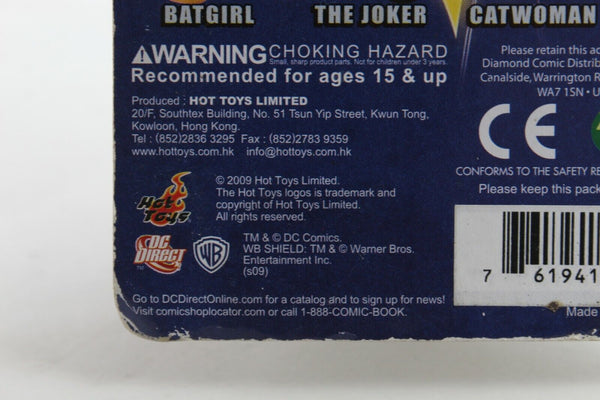 BATGIRL THE JOKER CATWOMAN
WARNING CHOKING HAZARD
Small, sharp product parts. Not for children under 3 years.
Recommended for ages 15 & up
Produced : HOT TOYS LIMITED
20/F, Southtex Building, No. 51 Tsun Yip Street, Kwun Tong,
Kowloon, Hong Kong.
Tel : (852)2836 3295 Fax : (852)2783 9359
www.hottoys.com.hk info@hottoys.com.hk
Hot Toys
© 2009 Hot Toys Limited.
The Hot Toys logos is trademark and
copyright of Hot Toys Limited.
All rights reserved.
DC DIRECT
WB
TM & © DC Comics.
WB SHIELD: TM & © Warner Bros.
Entertainment Inc.
(s09)
Go to DCDirectOnline.com for a catalog and to sign up for news!
Visit comicshoplocator.com or call 1-888-COMIC-BOOK.
Please retain this
Diamond Comic
Canalside, Warrington
WA7 1SN •
CE
CONFORMS TO THE SAFETY
Please keep this
7 61941
Made